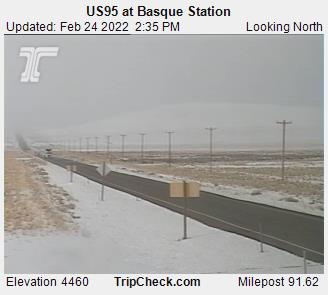 US95 at Basque Station
Updated: Feb 24 2022 2:35 PM Looking North
Elevation 4460 TripCheck.com Milepost 91.62